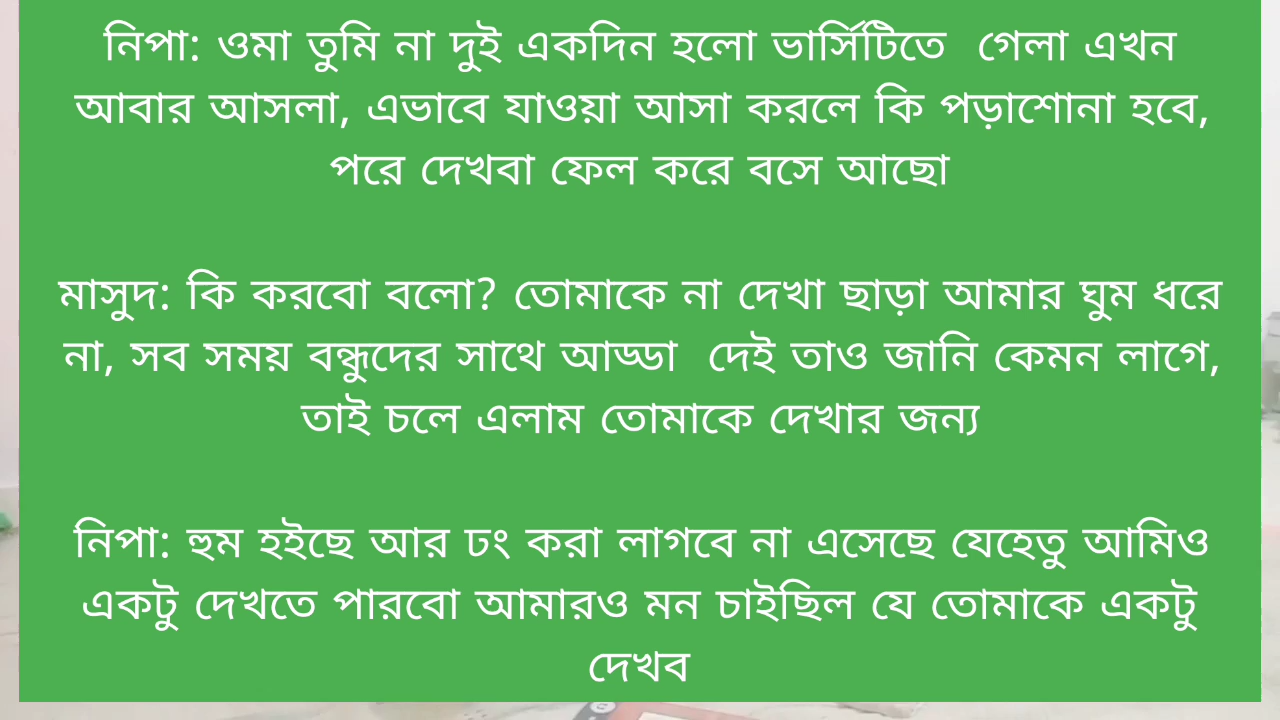 নিপা: ওমা তুমি না দুই একদিন হলো ভার্সিটিতে  গেলা এখন
আবার আসলা, এভাবে যাওয়া আসা করলে কি পড়াশোনা হবে,
পরে দেখবা ফেল করে বসে আছো
মাসুদ: কি করবো বলো? তোমাকে না দেখা ছাড়া আমার ঘুম ধরে
না, সব সময় বন্ধুদের সাথে আড্ডা  দেই তাও জানি কেমন লাগে,
তাই চলে এলাম তোমাকে দেখার জন্য
নিপা: হুম হইছে আর ঢং করা লাগবে না এসেছে যেহেতু আমিও
একটু দেখতে পারবো আমারও মন চাইছিল যে তোমাকে একটু
দেখব